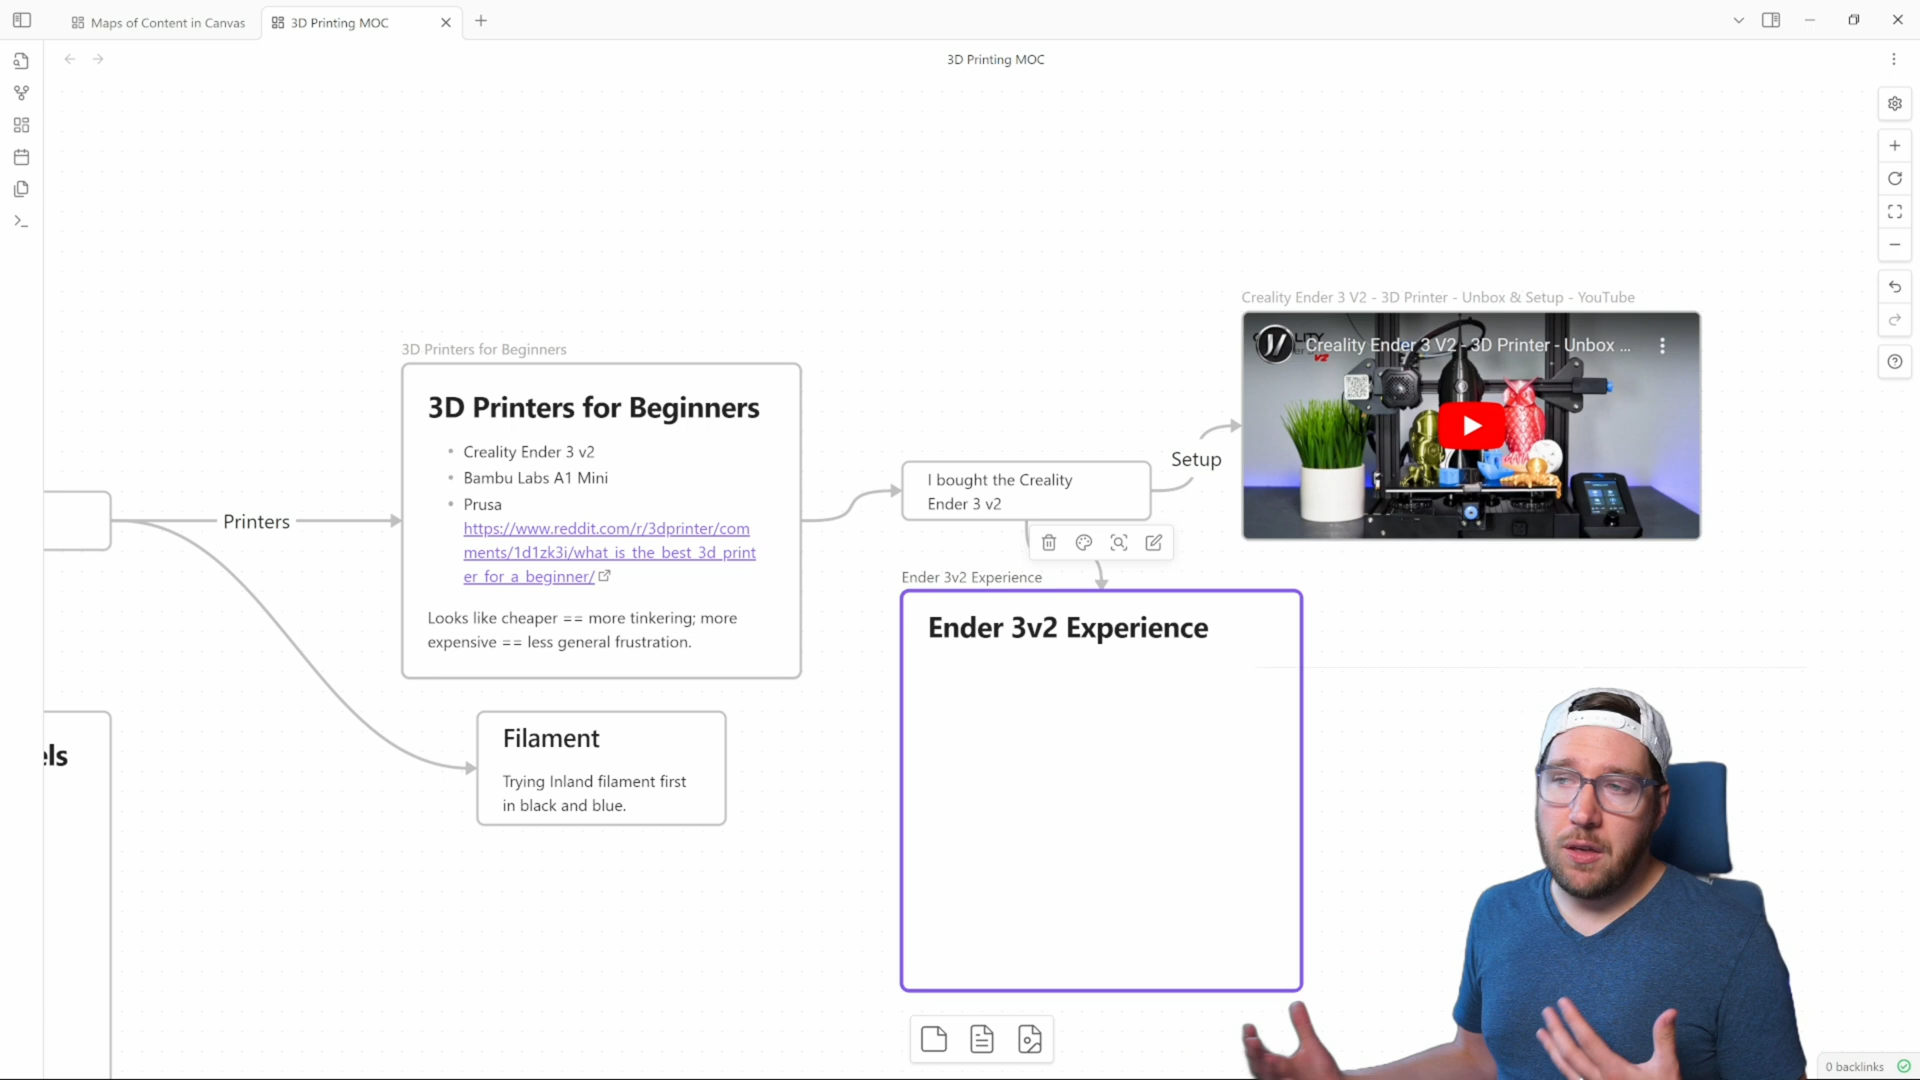 Maps of Content in Canvas
3D Printing MOC
3D Printing MOC
Creality Ender 3 V2 - 3D Printer - Unbox & Setup - YouTube
Creality Ender 3 V2 - 3D Printer - Unbox ...
3D Printers for Beginners
3D Printers for Beginners
• Creality Ender 3 v2
• Bambu Labs A1 Mini
• Prusa
https://www.reddit.com/r/3dprinter/com
ments/1d1zk3i/what_is_the_best_3d_print
er_for_a_beginner/
Looks like cheaper == more tinkering; more
expensive == less general frustration.
Printers
I bought the Creality
Ender 3 v2
Setup
Ender 3v2 Experience
Ender 3v2 Experience
Filament
Trying Inland filament first
in black and blue.
els
0 backlinks